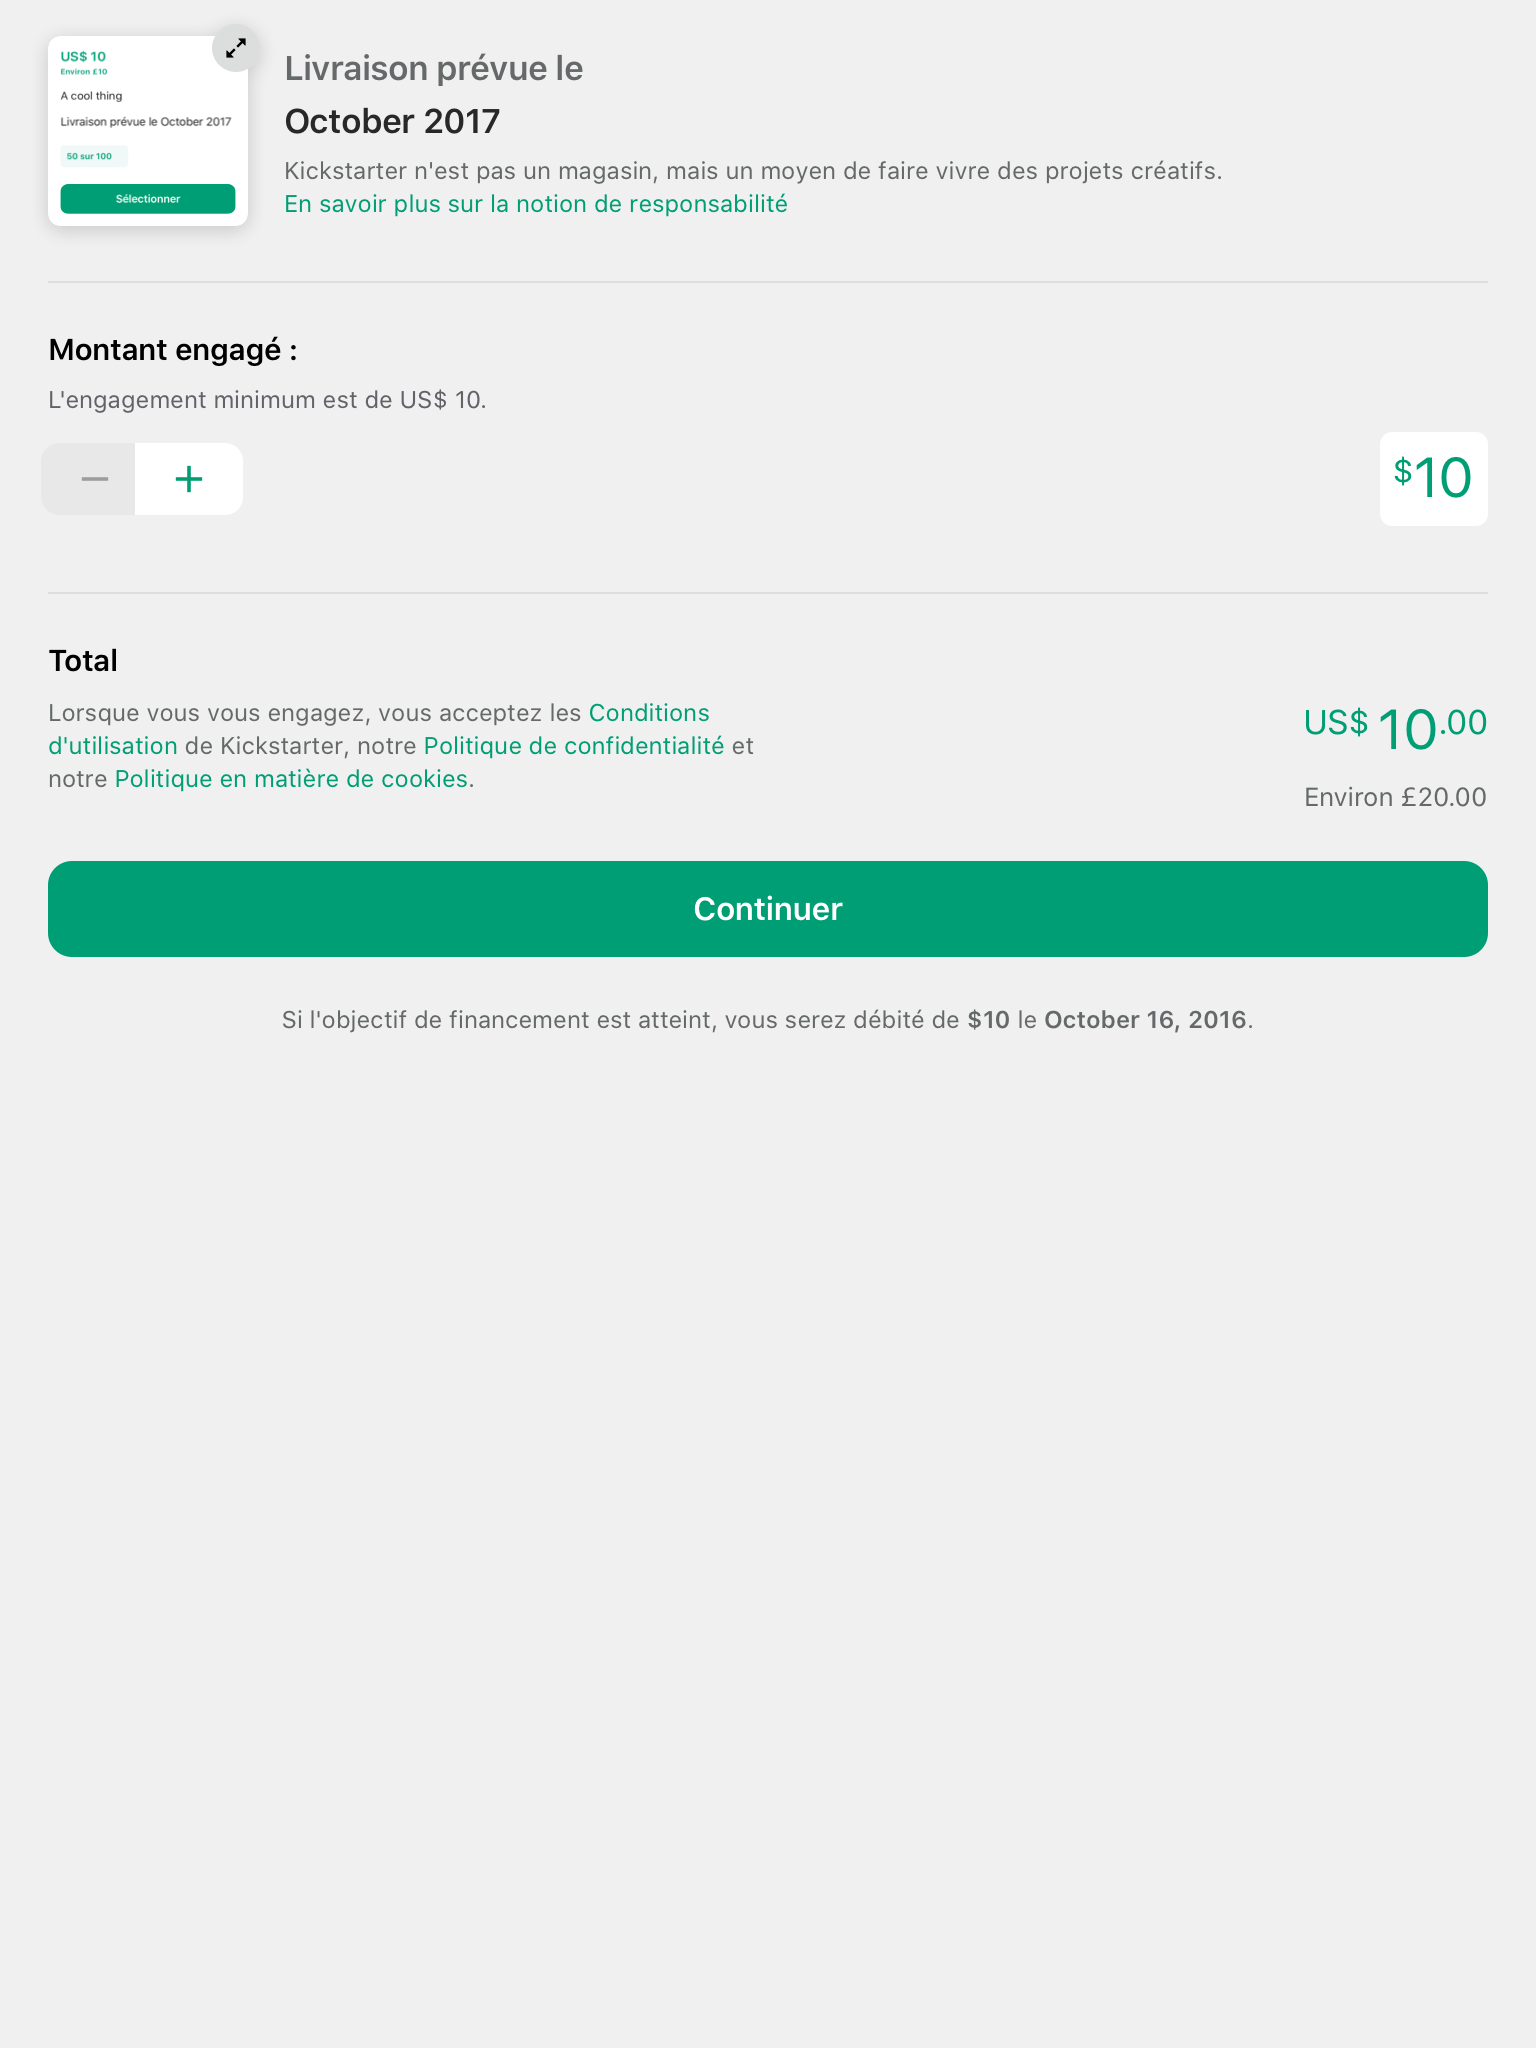 US$ 10
Environ £10
A cool thing
Livraison prévue le October 2017
50 sur 100
Sélectionner
Livraison prévue le
October 2017
Kickstarter n'est pas un magasin, mais un moyen de faire vivre des projets créatifs.
En savoir plus sur la notion de responsabilité
Montant engagé :
L'engagement minimum est de US$ 10.
$10
Total
Lorsque vous vous engagez, vous acceptez les Conditions
d'utilisation de Kickstarter, notre Politique de confidentialité et
notre Politique en matière de cookies.
US$ 10.00
Environ £20.00
Continuer
Si l'objectif de financement est atteint, vous serez débité de $10 le October 16, 2016.